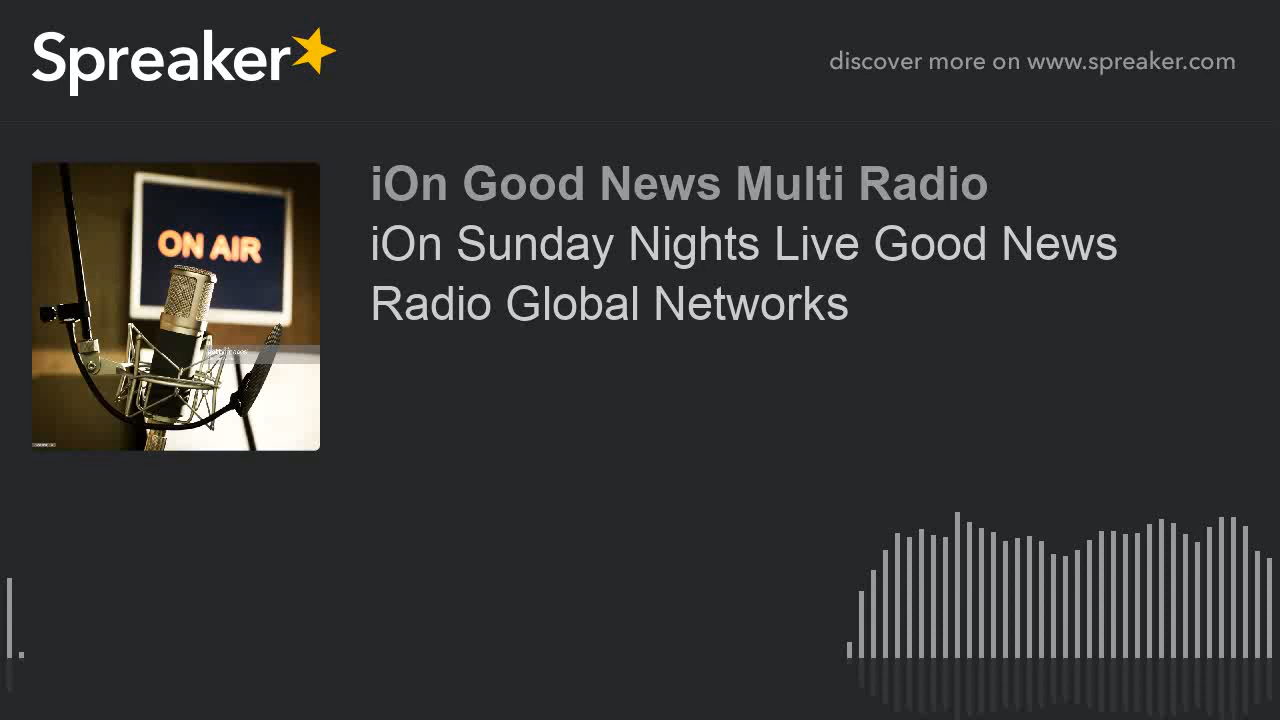 Spreaker
discover more on www.spreaker.com
iOn Good News Multi Radio
ON AIR
iOn Sunday Nights Live Good News
Radio Global Networks